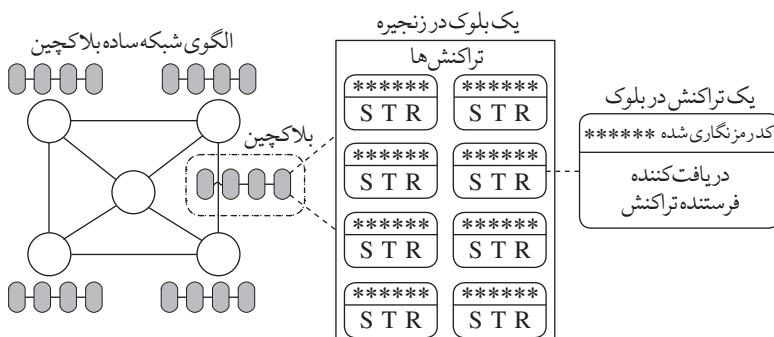 الگوی شبکه ساده بلاکچین
بلاکچین
یک بلوک در زنجیره
تراکنش‌ها
****** ******
S T R S T R
****** ******
S T R S T R
****** ******
S T R S T R
****** ******
S T R S T R
یک تراکنش در بلوک
کد رمزنگاری شده ******
دریافت‌کننده
فرستنده تراکنش